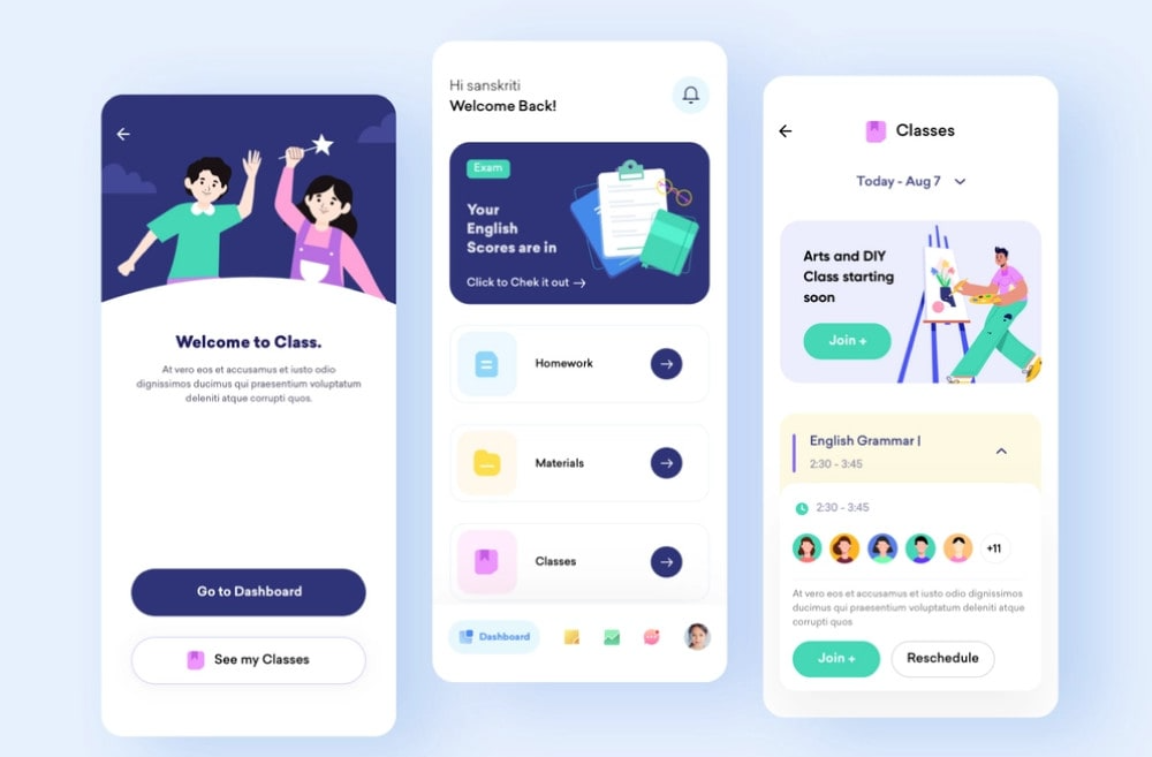 Welcome to Class.
At vero eos et accusamus et iusto odio
dignissimos ducimus qui praesentium voluptatum
deleniti atque corrupti quos.
Go to Dashboard
See my Classes
Hi sanskriti
Welcome Back!
Exam
Your
English
Scores are in
Click to Chek it out →
Homework
Materials
Classes
Dashboard
Classes
Today - Aug 7
Arts and DIY
Class starting
soon
Join +
English Grammar |
2:30 - 3:45
2:30 - 3:45
+11
At vero eos et accusamus et iusto odio dignissimos
ducimus qui praesentium voluptatum deleniti atque
corrupti quos
Join +
Reschedule